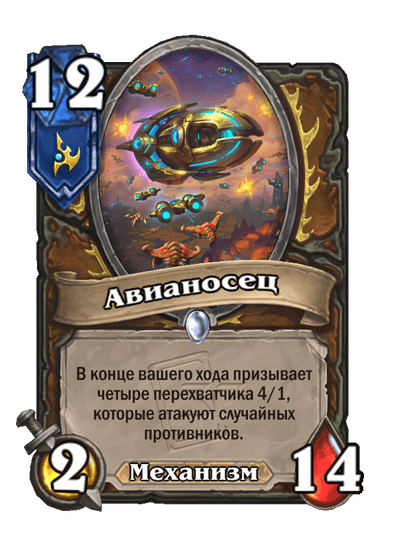 12
Авианосец
В конце вашего хода призывает
четыре перехватчика 4/1,
которые атакуют случайных
противников.
2
Механизм
14